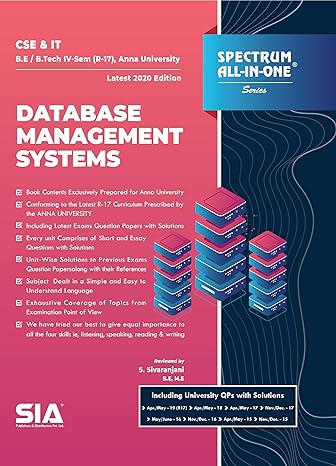 CSE & IT
B.E / B.Tech IV-Sem (R-17), Anna University
Latest 2020 Edition
SPECTRUM
ALL-IN-ONE®
Series
DATABASE
MANAGEMENT
SYSTEMS
Book Contents Exclusively Prepared for Anna University
Conforming to the Latest R-17 Curriculum Prescribed by
the ANNA UNIVERSITY
Including Latest Exams Question Papers with Solutions
Every unit Comprises of Short and Essay
Questions with Solutions
Unit-Wise Solutions to Previous Exams
Question Papersalong with their References
Subject Dealt in a Simple and Easy to
Understand Language
Exhaustive Coverage of Topics from
Examination Point of View
We have tried our best to give equal importance to
all the four skills ie, listening, speaking, reading & writing
Reviewed by
S. Sivaranjani
B.E, M.E
SIA
Publishers & Distributors Pvt. Ltd.
Including University QPs with Solutions
Apr/May - 19 (R17) Apr/May - 18 Apr/May - 17 Nov/Dec. - 17
May/June - 16 Nov/Dec. - 16 Apr/May - 15 Nov/Dec. - 15